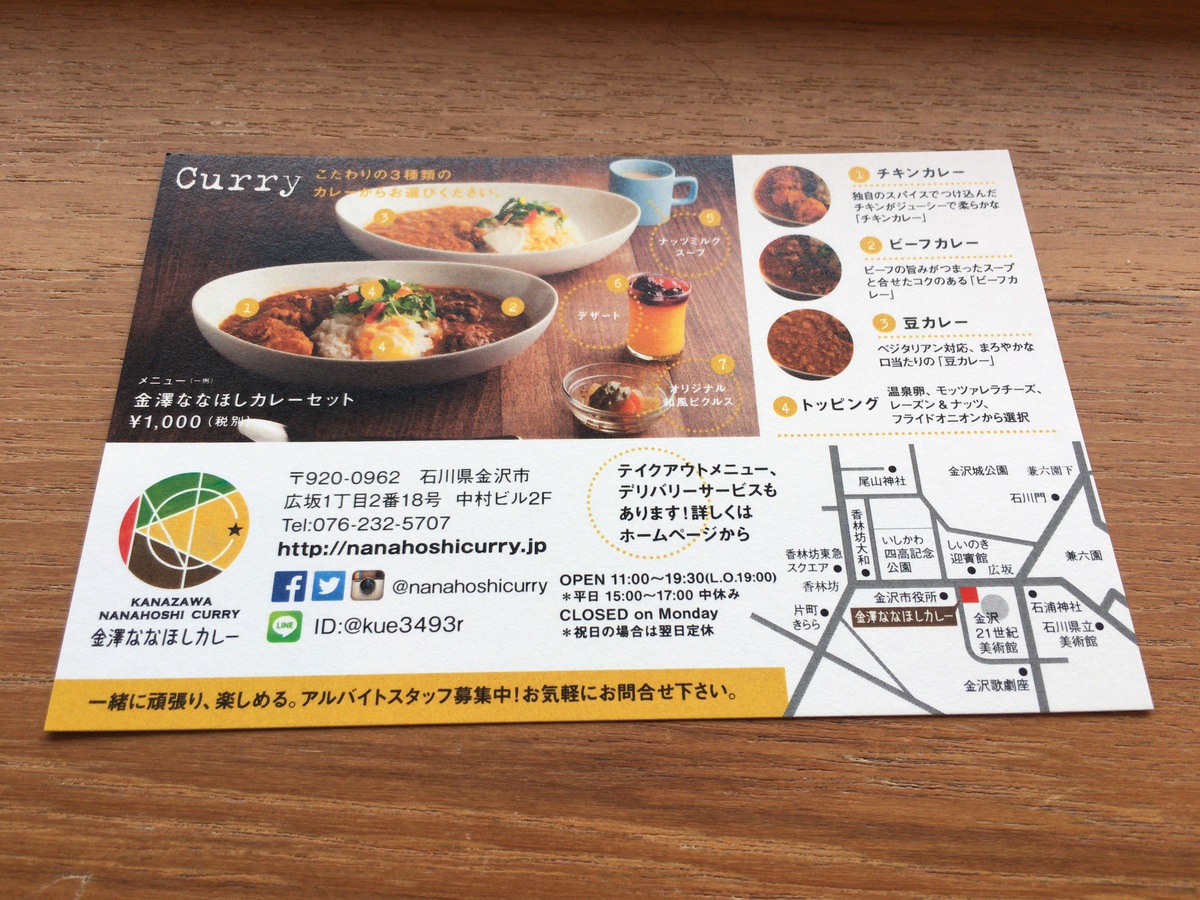 Curry
こだわりの3種類の
カレーからお選びください。
3
5
ナッツミルク
スープ
6
デザート
1
4
2
4
7
オリジナル
和風ピクルス
メニュー(一例)
金澤ななほしカレーセット
¥1,000(税別)
1 チキンカレー
独自のスパイスでつけ込んだ
チキンがジューシーで柔らかな
「チキンカレー」
2 ビーフカレー
ビーフの旨みがつまったスープ
と合せたコクのある「ビーフカ
レー」
3 豆カレー
ベジタリアン対応、まろやかな
口当たりの「豆カレー」
4 トッピング
温泉卵、モッツァレラチーズ、
レーズン&ナッツ、
フライドオニオンから選択
KANAZAWA
NANAHOSHI CURRY
金澤ななほしカレー
〒920-0962 石川県金沢市
広坂1丁目2番18号 中村ビル2F
Tel:076-232-5707
http://nanahoshicurry.jp
@nanahoshicurry
LINE
ID:@kue3493r
テイクアウトメニュー、
デリバリーサービスも
あります!詳しくは
ホームページから
OPEN 11:00〜19:30(L.O.19:00)
*平日 15:00〜17:00 中休み
CLOSED on Monday
*祝日の場合は翌日定休
尾山神社
金沢城公園
兼六園下
石川門
香林坊大和
いしかわ
四高記念
公園
しいのき
迎賓館
広坂
兼六園
香林坊東急
スクエア
香林坊
金沢市役所
片町
きらら
金澤ななほしカレー
金沢
21世紀
美術館
石浦神社
石川県立
美術館
金沢歌劇座
一緒に頑張り、楽しめる。アルバイトスタッフ募集中!お気軽にお問合せ下さい。